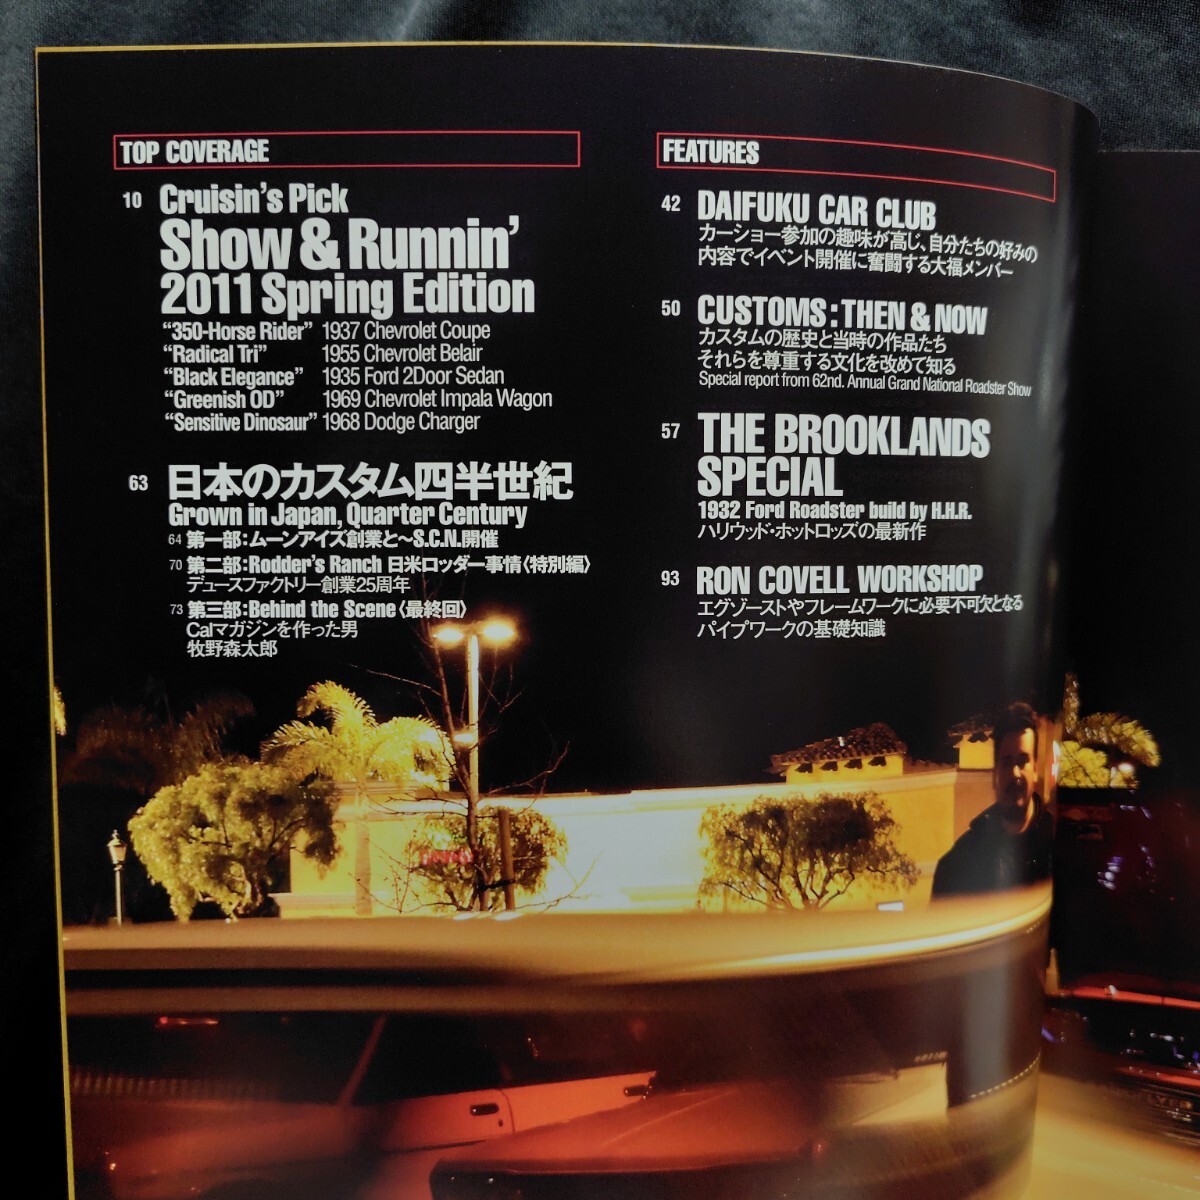 TOP COVERAGE
10 Cruisin's Pick
Show & Runnin'
2011 Spring Edition
"350-Horse Rider" 1937 Chevrolet Coupe
"Radical Tri" 1955 Chevrolet Belair
"Black Elegance" 1935 Ford 2Door Sedan
"Greenish OD" 1969 Chevrolet Impala Wagon
"Sensitive Dinosaur" 1968 Dodge Charger
63 日本のカスタム四半世紀
Grown in Japan, Quarter Century
64 第一部:ムーンアイズ創業と〜S.C.N.開催
70 第二部:Rodder's Ranch 日米ロッダー事情〈特別編〉
デュースファクトリー創業25周年
73 第三部:Behind the Scene〈最終回〉
Calマガジンを作った男
牧野森太郎
FEATURES
42 DAIFUKU CAR CLUB
カーショー参加の趣味が高じ、自分たちの好みの
内容でイベント開催に奮闘する大福メンバー
50 CUSTOMS:THEN & NOW
カスタムの歴史と当時の作品たち
それらを尊重する文化を改めて知る
Special report from 62nd. Annual Grand National Roadster Show
57 THE BROOKLANDS
SPECIAL
1932 Ford Roadster build by H.H.R.
ハリウッド・ホットロッズの最新作
93 RON COVELL WORKSHOP
エグゾーストやフレームワークに必要不可欠となる
パイプワークの基礎知識